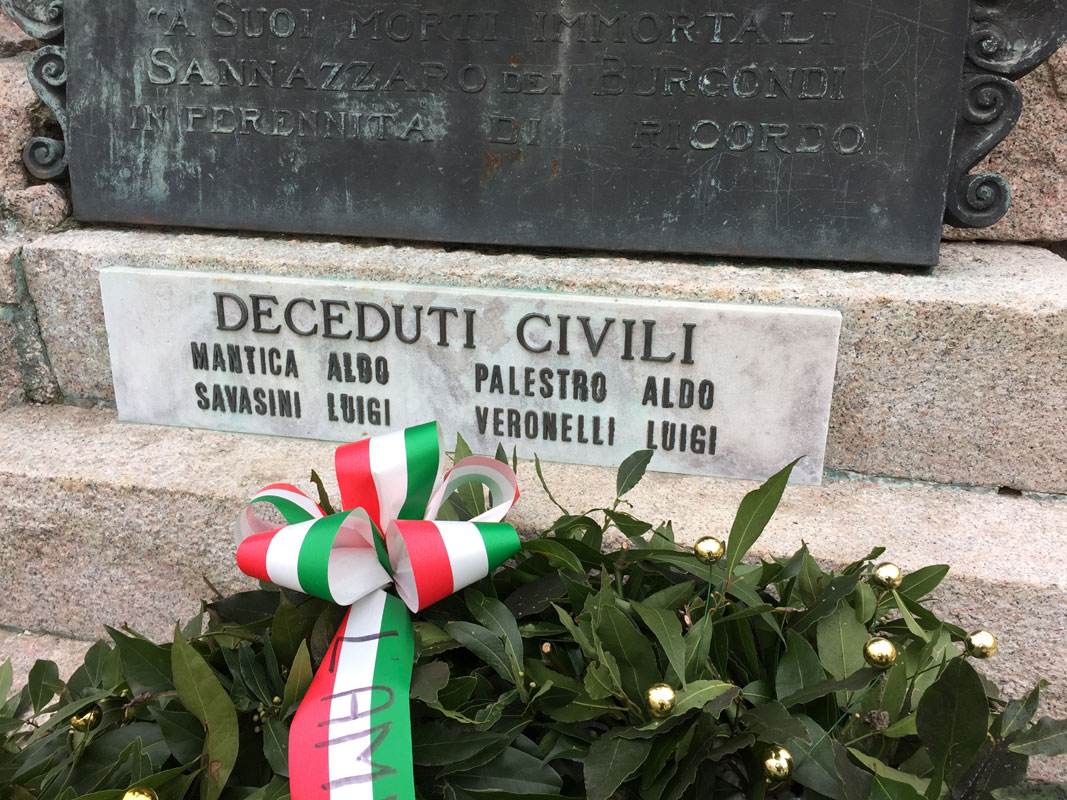 "A SUOI MORTI IMMORTALI
SANNAZZARO DEI BURGONDI
IN PERENNITA DI RICORDO
DECEDUTI CIVILI
MANTICA ALDO PALESTRO ALDO
SAVASINI LUIGI VERONELLI LUIGI